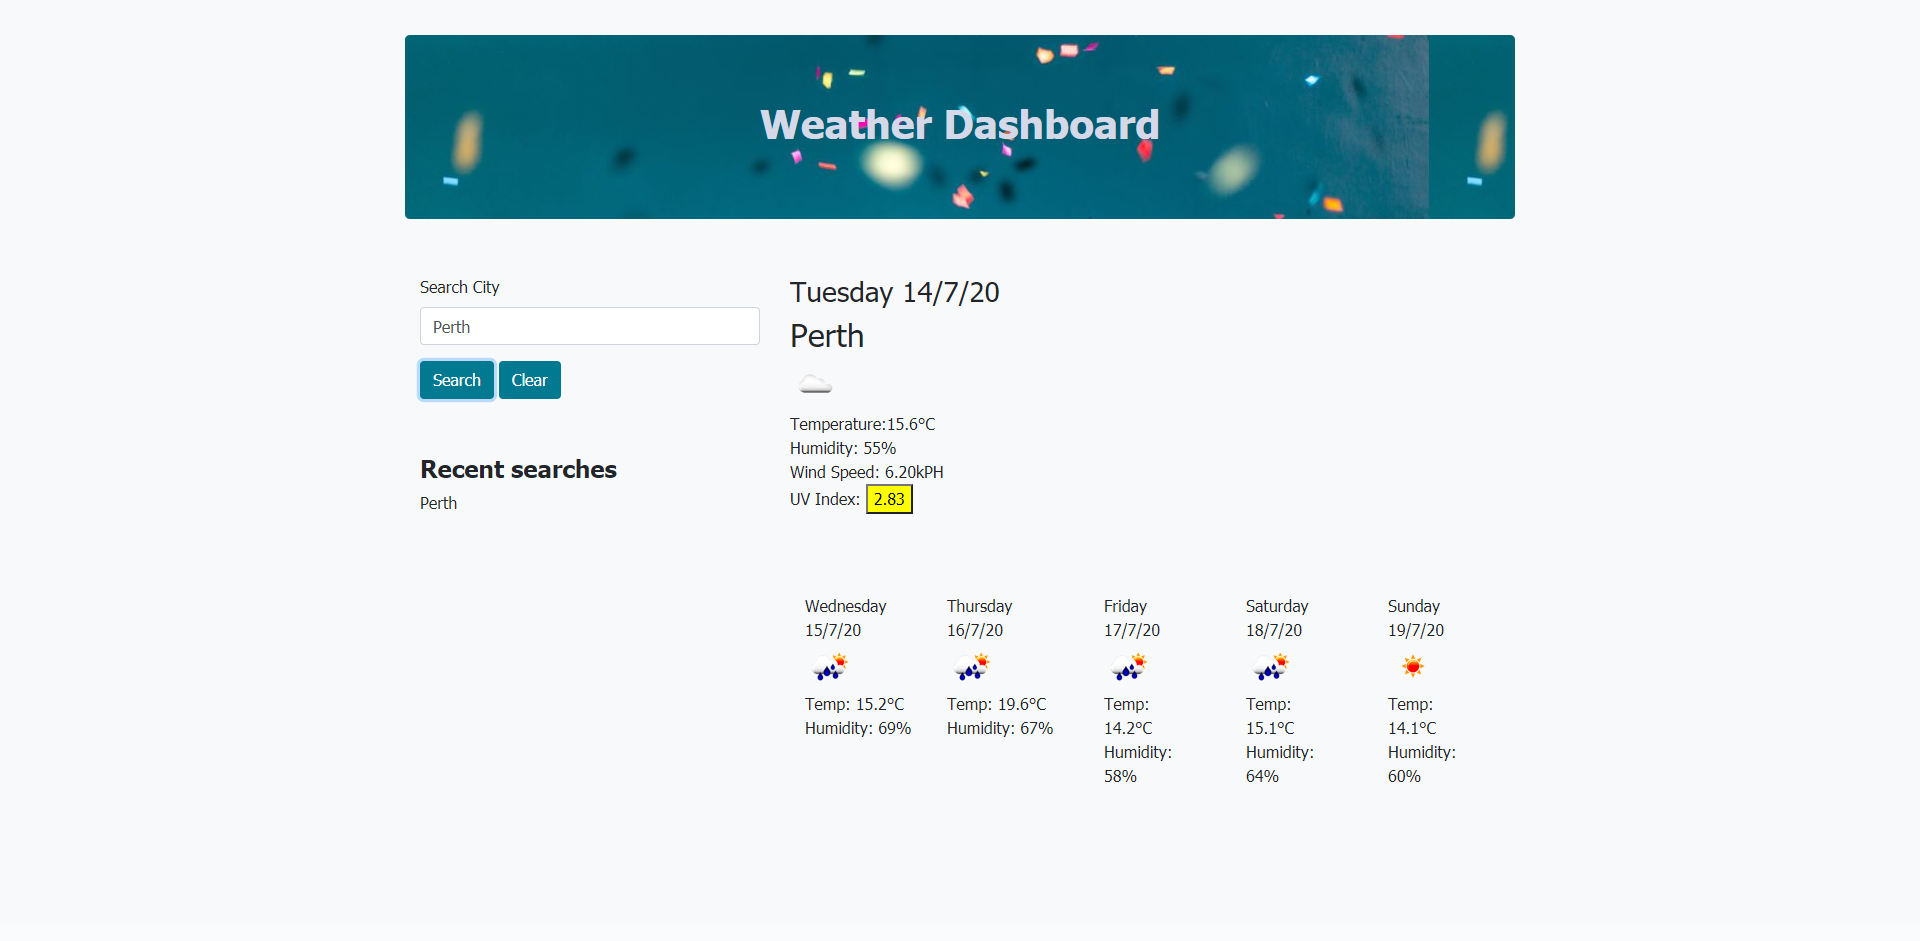 Weather Dashboard
Search City
Perth
Search Clear
Recent searches
Perth
Tuesday 14/7/20
Perth
Temperature:15.6°C
Humidity: 55%
Wind Speed: 6.20kPH
UV Index: 2.83
Wednesday
15/7/20
Temp: 15.2°C
Humidity: 69%
Thursday
16/7/20
Temp: 19.6°C
Humidity: 67%
Friday
17/7/20
Temp:
14.2°C
Humidity:
58%
Saturday
18/7/20
Temp:
15.1°C
Humidity:
64%
Sunday
19/7/20
Temp:
14.1°C
Humidity:
60%